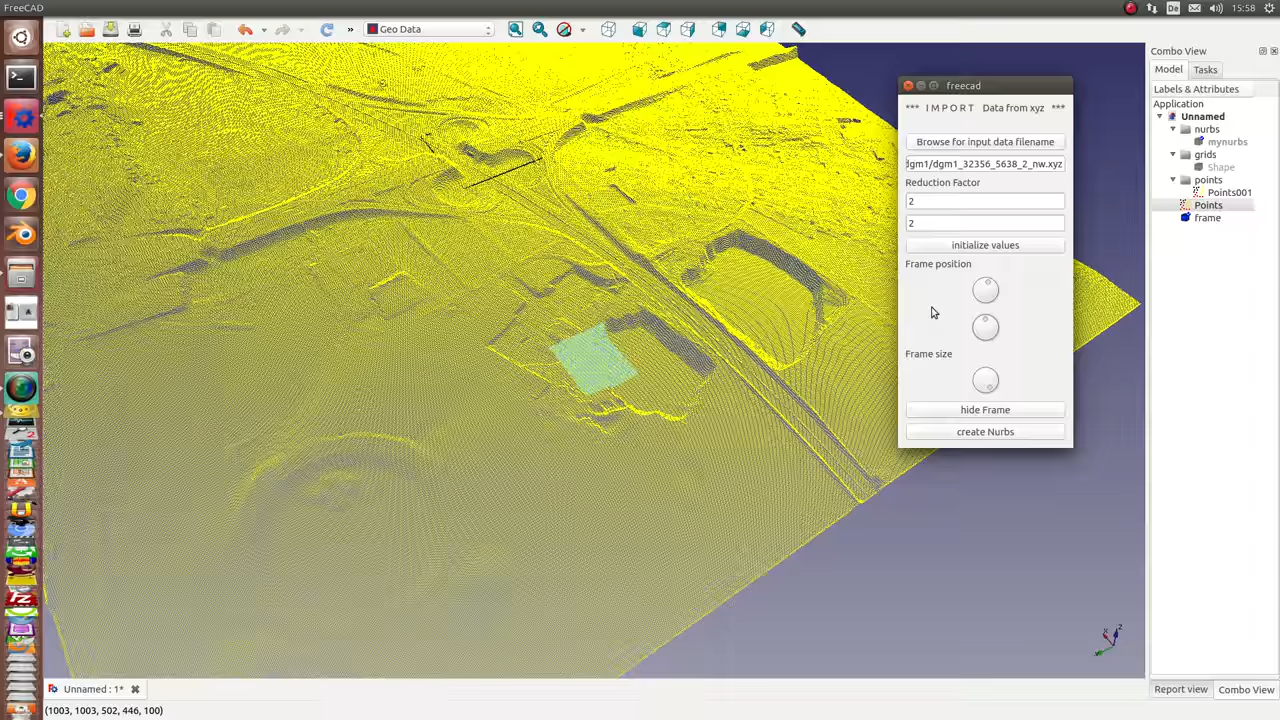 FreeCAD
De
15:58
»
Geo Data
Combo View
Model
Tasks
Labels & Attributes
Application
Unnamed
nurbs
mynurbs
grids
Shape
points
Points001
Points
frame
freecad
*** I M P O R T Data from xyz ***
Browse for input data filename
dgm1/dgm1_32356_5638_2_nw.xyz
Reduction Factor
2
2
initialize values
Frame position
Frame size
hide Frame
create Nurbs
Unnamed : 1*
Report view
Combo View
(1003, 1003, 502, 446, 100)